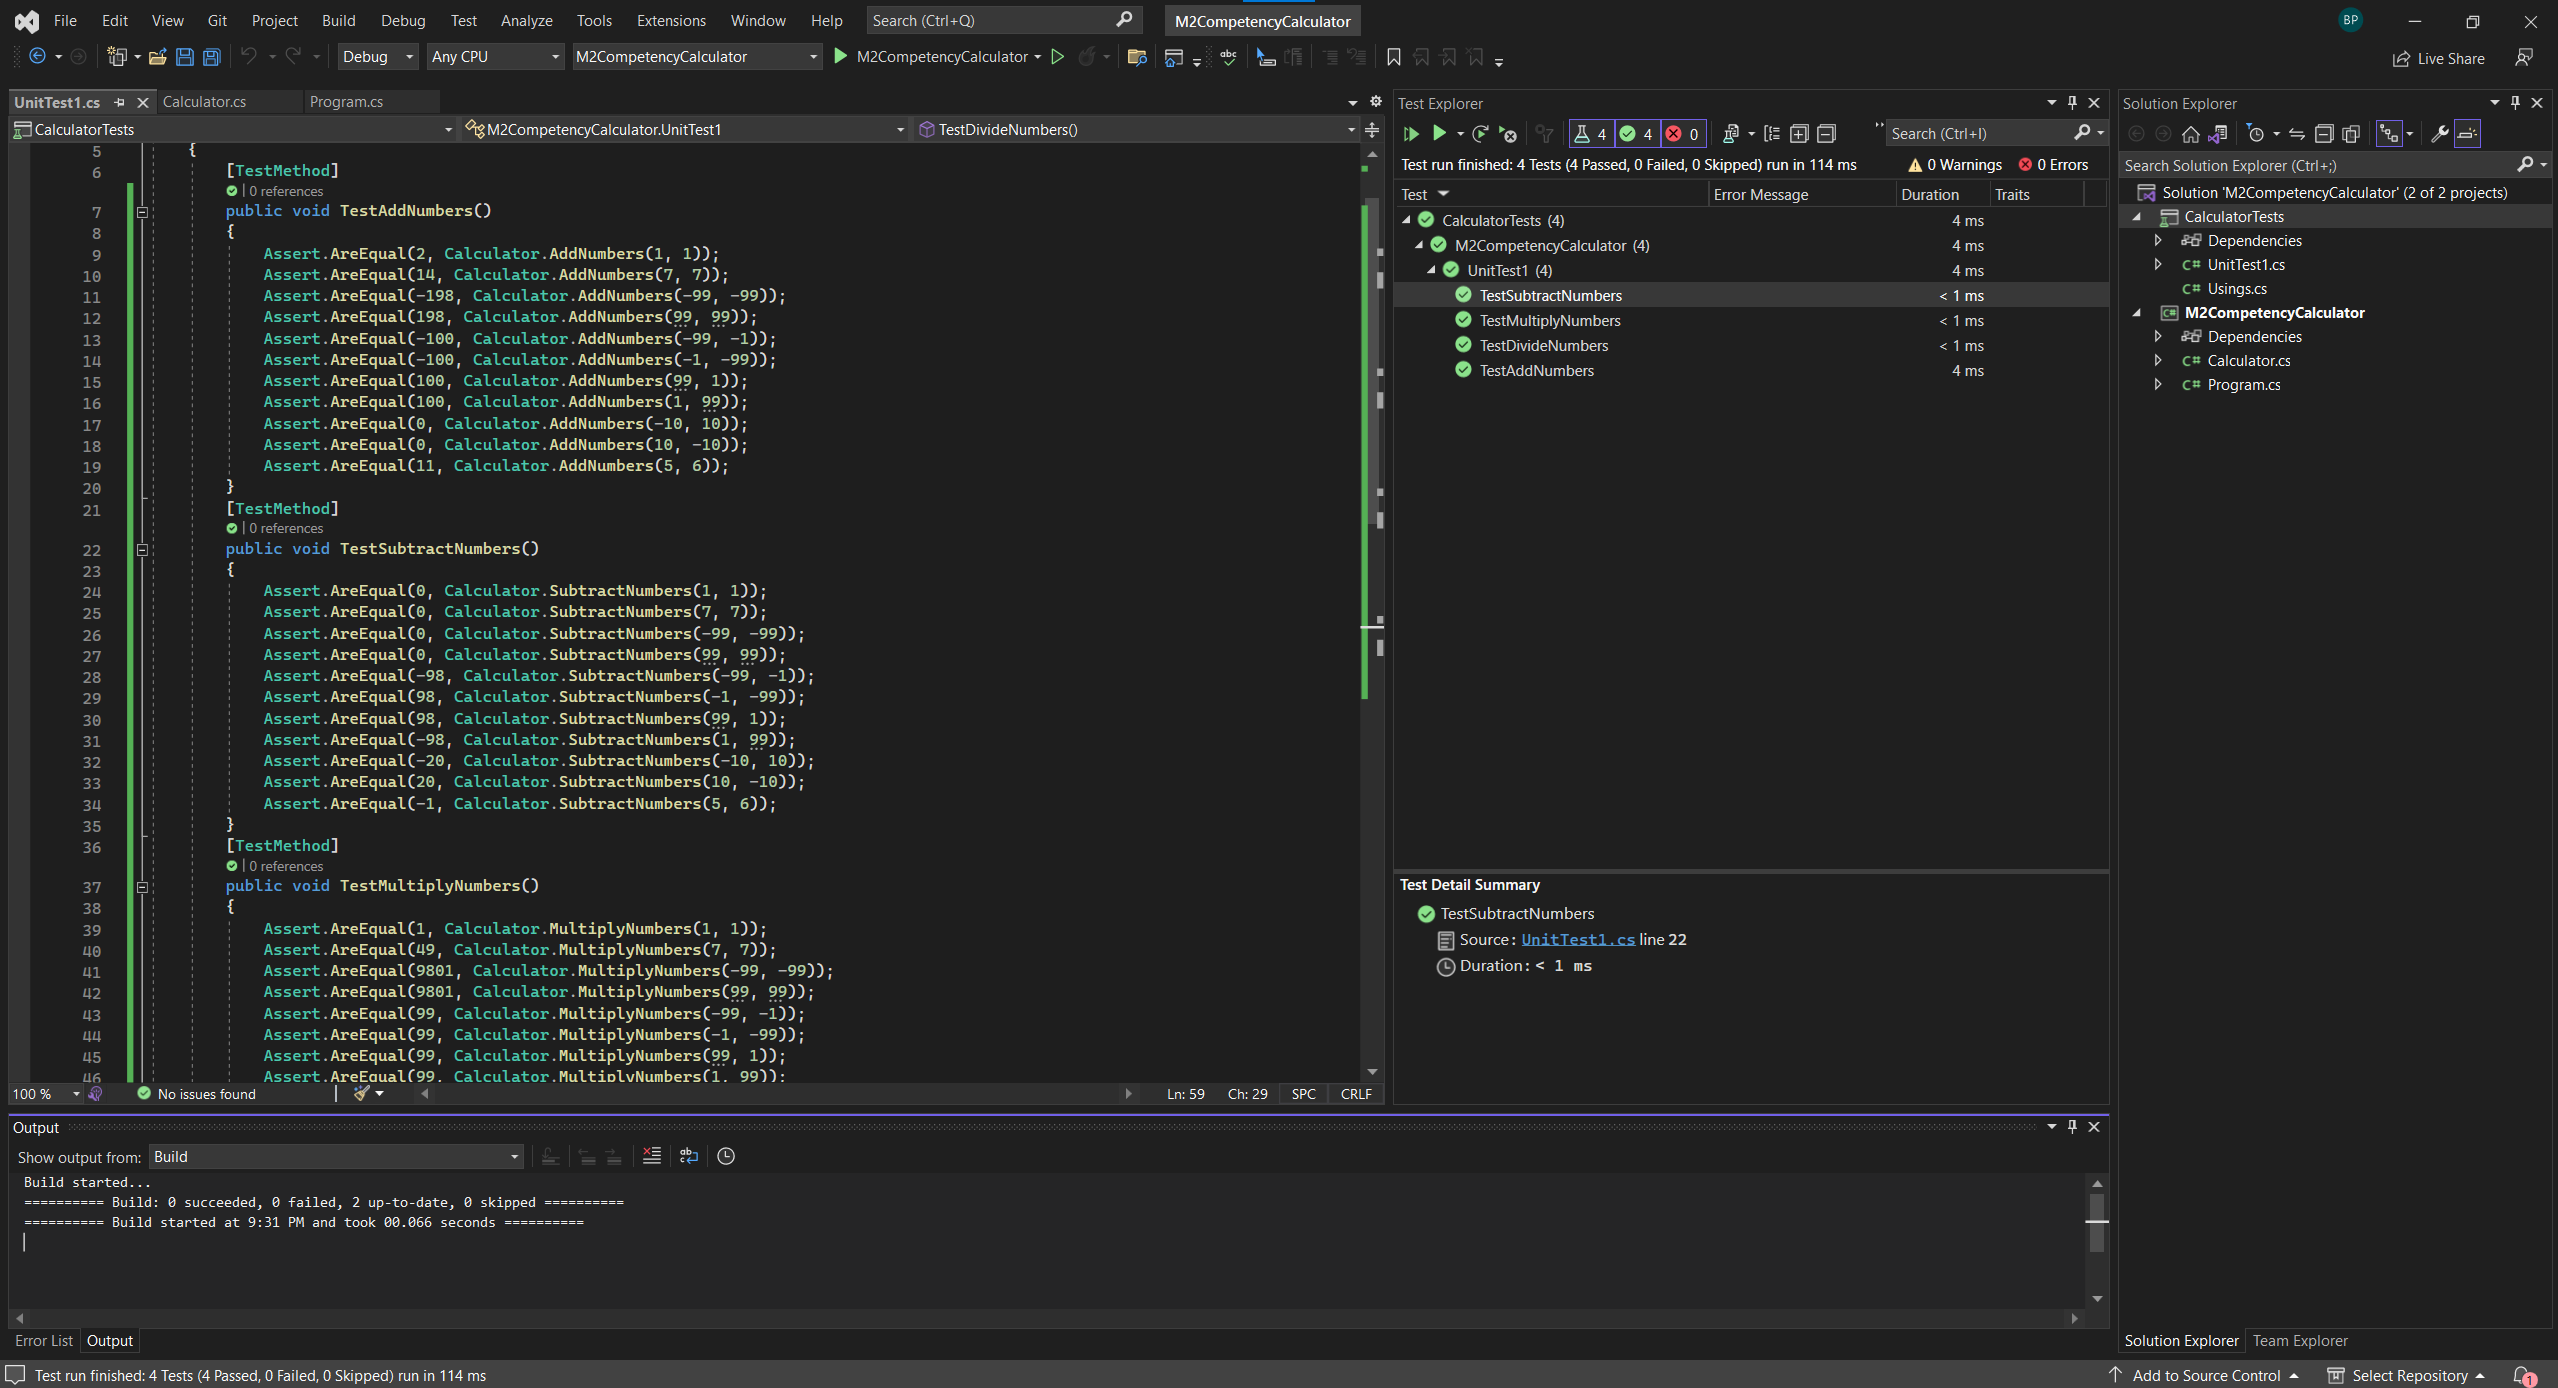 File Edit View Git Project Build Debug Test Analyze Tools Extensions Window Help Search (Ctrl+Q) M2CompetencyCalculator BP
Debug Any CPU M2CompetencyCalculator M2CompetencyCalculator Live Share
UnitTest1.cs Calculator.cs Program.cs
CalculatorTests M2CompetencyCalculator.UnitTest1 TestDivideNumbers()
5 {
6 [TestMethod]
0 references
7 public void TestAddNumbers()
8 {
9 Assert.AreEqual(2, Calculator.AddNumbers(1, 1));
10 Assert.AreEqual(14, Calculator.AddNumbers(7, 7));
11 Assert.AreEqual(-198, Calculator.AddNumbers(-99, -99));
12 Assert.AreEqual(198, Calculator.AddNumbers(99, 99));
13 Assert.AreEqual(-100, Calculator.AddNumbers(-99, -1));
14 Assert.AreEqual(-100, Calculator.AddNumbers(-1, -99));
15 Assert.AreEqual(100, Calculator.AddNumbers(99, 1));
16 Assert.AreEqual(100, Calculator.AddNumbers(1, 99));
17 Assert.AreEqual(0, Calculator.AddNumbers(-10, 10));
18 Assert.AreEqual(0, Calculator.AddNumbers(10, -10));
19 Assert.AreEqual(11, Calculator.AddNumbers(5, 6));
20 }
21 [TestMethod]
0 references
22 public void TestSubtractNumbers()
23 {
24 Assert.AreEqual(0, Calculator.SubtractNumbers(1, 1));
25 Assert.AreEqual(0, Calculator.SubtractNumbers(7, 7));
26 Assert.AreEqual(0, Calculator.SubtractNumbers(-99, -99));
27 Assert.AreEqual(0, Calculator.SubtractNumbers(99, 99));
28 Assert.AreEqual(-98, Calculator.SubtractNumbers(-99, -1));
29 Assert.AreEqual(98, Calculator.SubtractNumbers(-1, -99));
30 Assert.AreEqual(98, Calculator.SubtractNumbers(99, 1));
31 Assert.AreEqual(-98, Calculator.SubtractNumbers(1, 99));
32 Assert.AreEqual(-20, Calculator.SubtractNumbers(-10, 10));
33 Assert.AreEqual(20, Calculator.SubtractNumbers(10, -10));
34 Assert.AreEqual(-1, Calculator.SubtractNumbers(5, 6));
35 }
36 [TestMethod]
0 references
37 public void TestMultiplyNumbers()
38 {
39 Assert.AreEqual(1, Calculator.MultiplyNumbers(1, 1));
40 Assert.AreEqual(49, Calculator.MultiplyNumbers(7, 7));
41 Assert.AreEqual(9801, Calculator.MultiplyNumbers(-99, -99));
42 Assert.AreEqual(9801, Calculator.MultiplyNumbers(99, 99));
43 Assert.AreEqual(99, Calculator.MultiplyNumbers(-99, -1));
44 Assert.AreEqual(99, Calculator.MultiplyNumbers(-1, -99));
45 Assert.AreEqual(99, Calculator.MultiplyNumbers(99, 1));
46 Assert.AreEqual(99, Calculator.MultiplyNumbers(1, 99));
100 % No issues found Ln: 59 Ch: 29 SPC CRLF
Test Explorer
4 4 0 Search (Ctrl+I)
Test run finished: 4 Tests (4 Passed, 0 Failed, 0 Skipped) run in 114 ms 0 Warnings 0 Errors
Test Error Message Duration Traits
CalculatorTests (4) 4 ms
M2CompetencyCalculator (4) 4 ms
UnitTest1 (4) 4 ms
TestSubtractNumbers < 1 ms
TestMultiplyNumbers < 1 ms
TestDivideNumbers < 1 ms
TestAddNumbers 4 ms
Test Detail Summary
TestSubtractNumbers
Source: UnitTest1.cs line 22
Duration: < 1 ms
Solution Explorer
Search Solution Explorer (Ctrl+;)
Solution 'M2CompetencyCalculator' (2 of 2 projects)
CalculatorTests
Dependencies
C# UnitTest1.cs
C# Usings.cs
C# M2CompetencyCalculator
Dependencies
C# Calculator.cs
C# Program.cs
Output
Show output from: Build
Build started...
========== Build: 0 succeeded, 0 failed, 2 up-to-date, 0 skipped ==========
========== Build started at 9:31 PM and took 00.066 seconds ==========
Error List Output
Solution Explorer Team Explorer
Test run finished: 4 Tests (4 Passed, 0 Failed, 0 Skipped) run in 114 ms Add to Source Control Select Repository 1